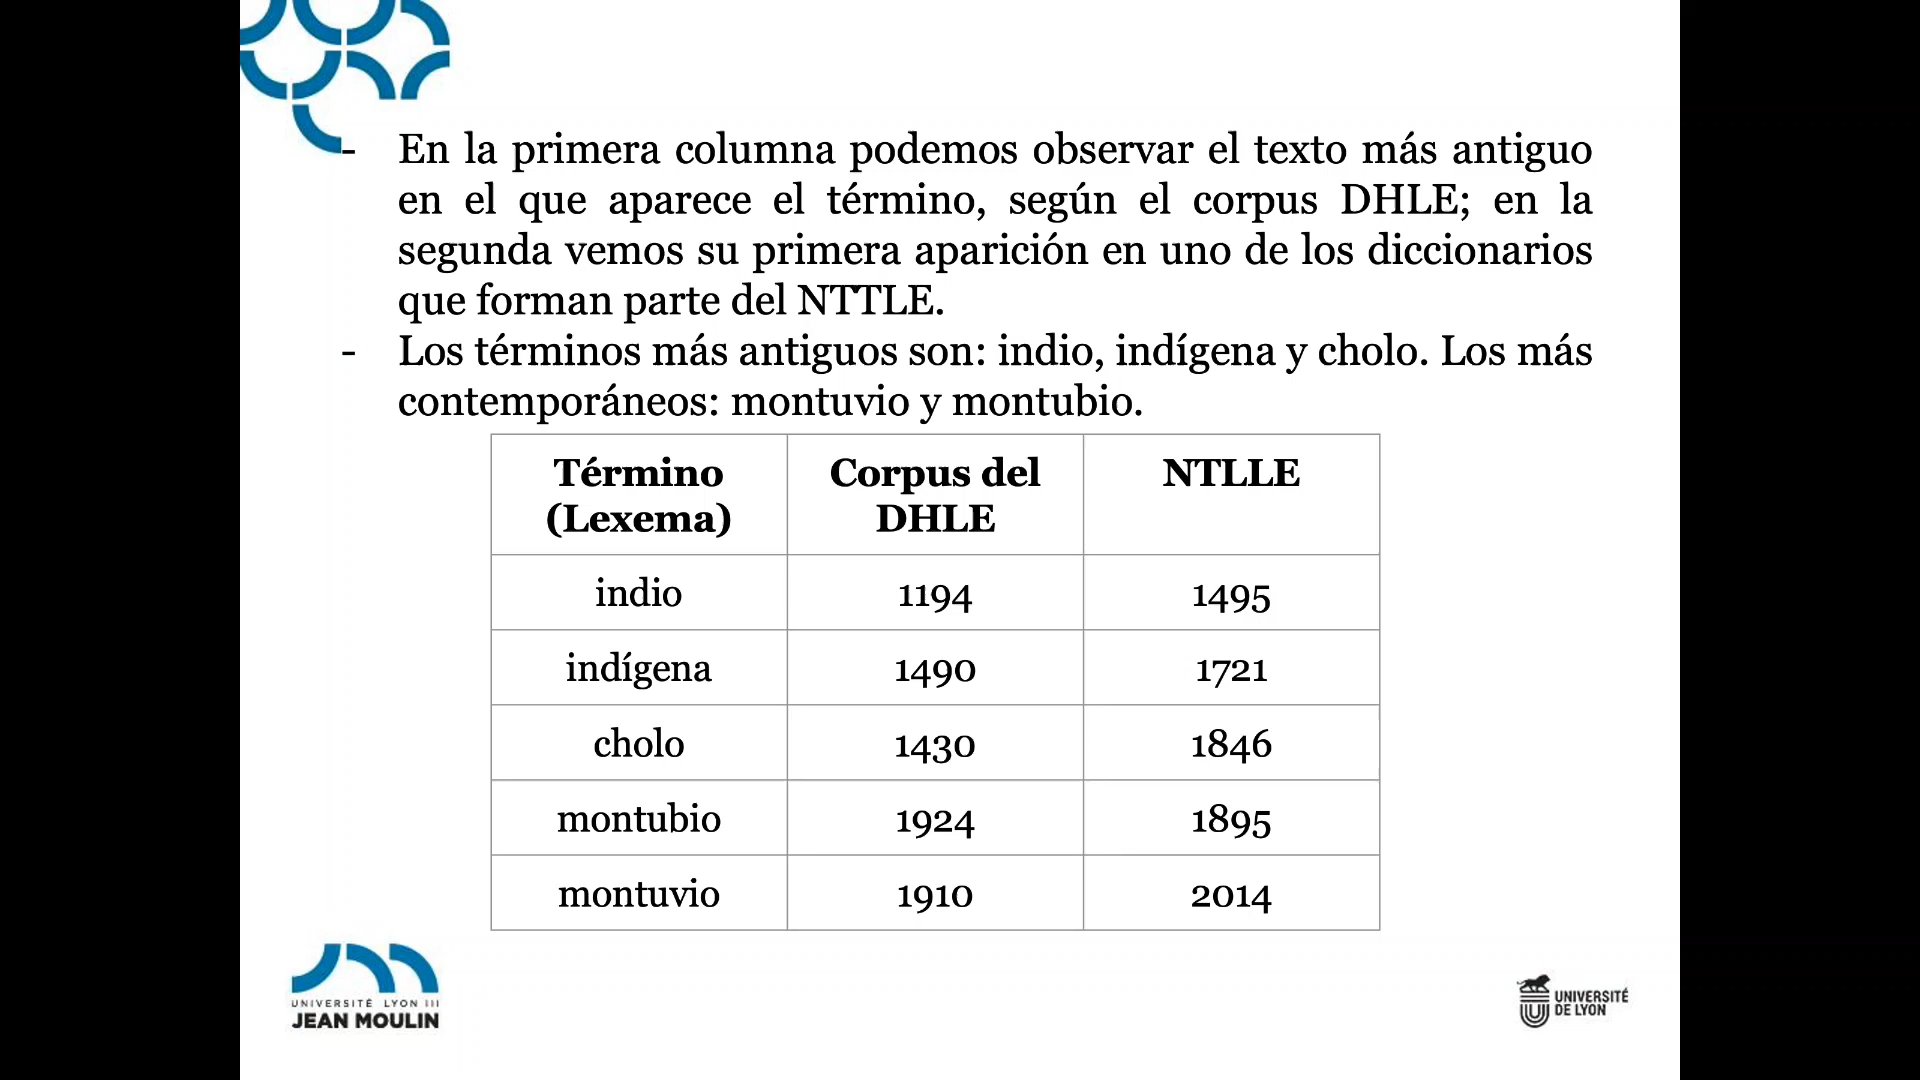 - En la primera columna podemos observar el texto más antiguo
en el que aparece el término, según el corpus DHLE; en la
segunda vemos su primera aparición en uno de los diccionarios
que forman parte del NTTLE.
- Los términos más antiguos son: indio, indígena y cholo. Los más
contemporáneos: montuvio y montubio.
Término (Lexema) Corpus del DHLE NTLLE
indio 1194 1495
indígena 1490 1721
cholo 1430 1846
montubio 1924 1895
montuvio 1910 2014
UNIVERSITÉ LYON III
JEAN MOULIN
UNIVERSITÉ
DE LYON